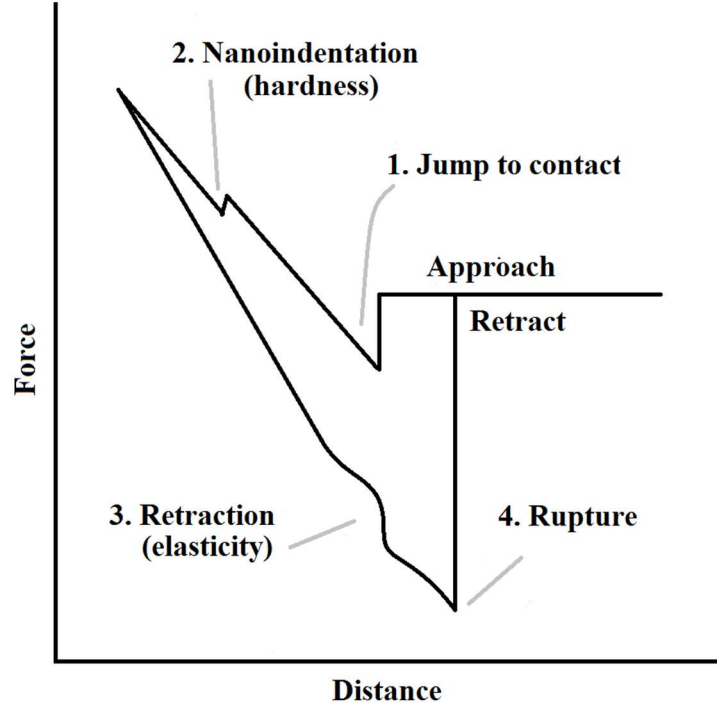 2. Nanoindentation
(hardness)
1. Jump to contact
Approach
Retract
Force
3. Retraction
(elasticity)
4. Rupture
Distance